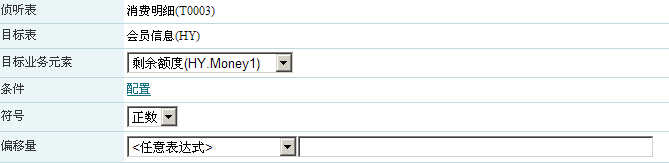 侦听表 消费明细(T0003)
目标表 会员信息(HY)
目标业务元素 剩余额度(HY.Money1)
条件 配置
符号 正数
偏移量 <任意表达式>